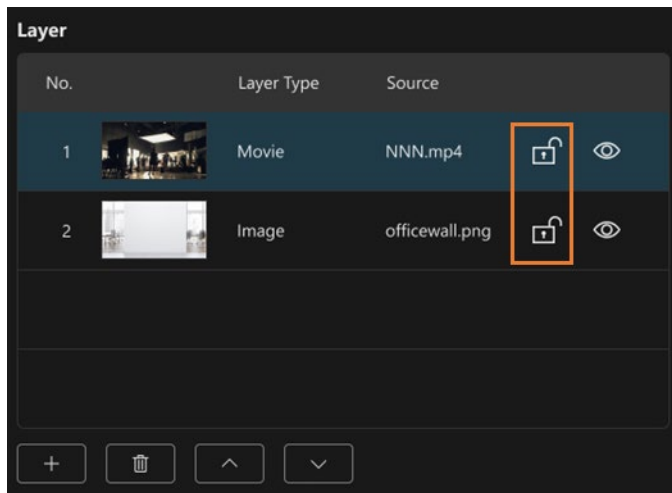 Layer
No. Layer Type Source
1 Movie NNN.mp4
2 Image officewall.png